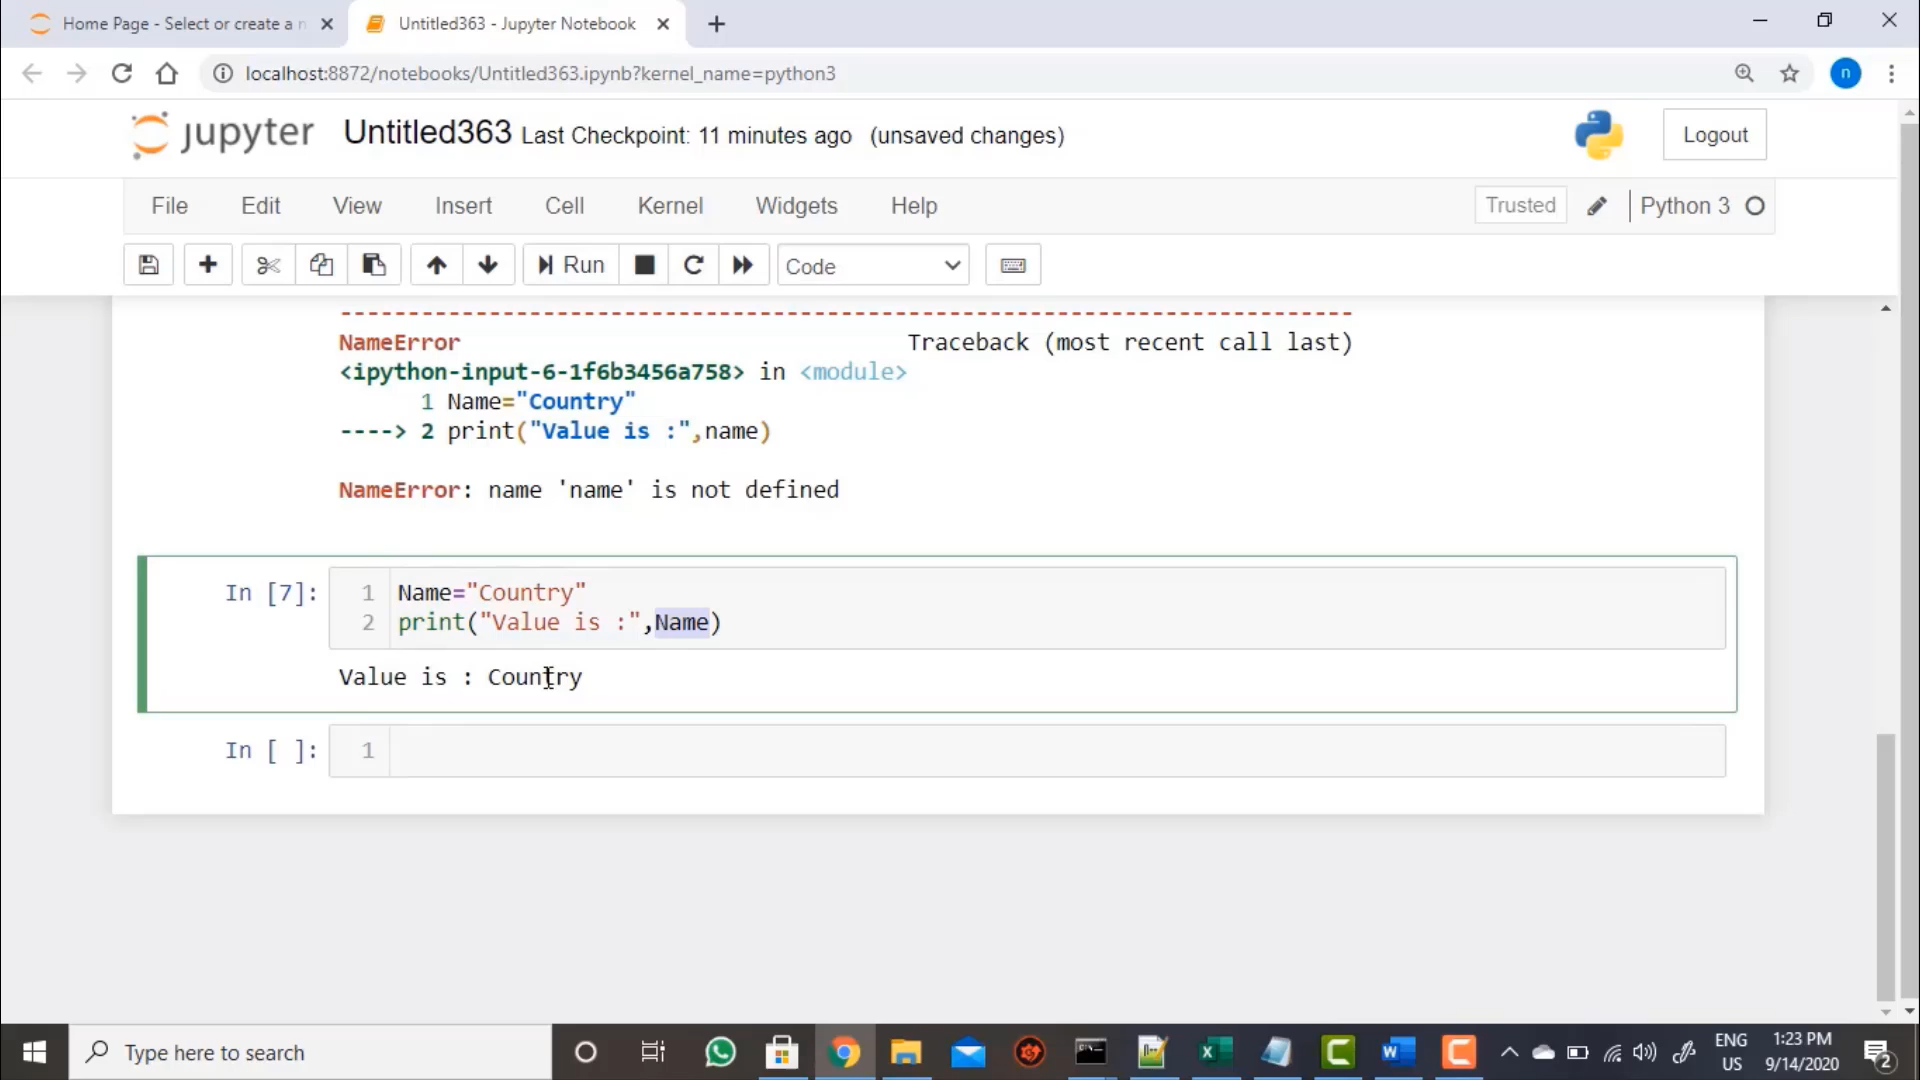 Home Page - Select or create a n
Untitled363 - Jupyter Notebook
localhost:8872/notebooks/Untitled363.ipynb?kernel_name=python3
n
jupyter Untitled363 Last Checkpoint: 11 minutes ago (unsaved changes)
Logout
File Edit View Insert Cell Kernel Widgets Help
Trusted
Python 3
Run
Code
---------------------------------------------------------------------------
NameError Traceback (most recent call last)
<ipython-input-6-1f6b3456a758> in <module>
1 Name="Country"
----> 2 print("Value is :",name)
NameError: name 'name' is not defined
In [7]:
1 Name="Country"
2 print("Value is :",Name)
Value is : Country
In [ ]:
1
Type here to search
ENG
US
1:23 PM
9/14/2020
2